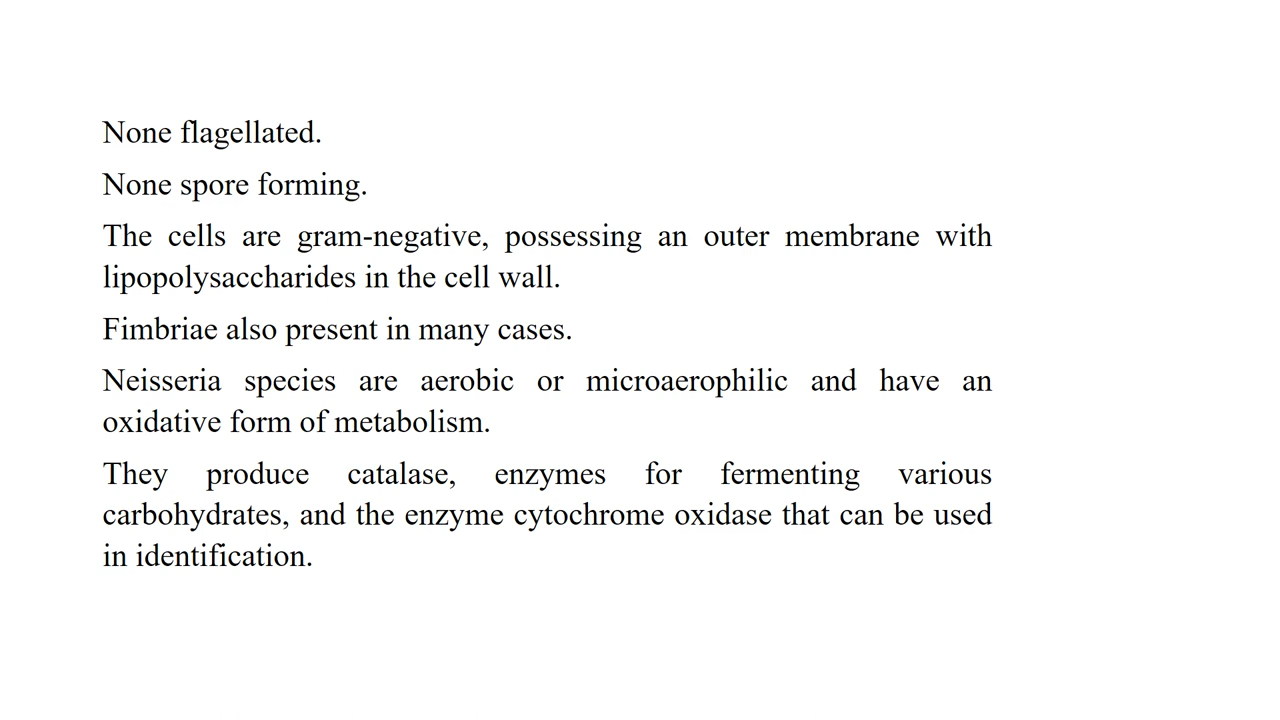 None flagellated.
None spore forming.
The cells are gram-negative, possessing an outer membrane with
lipopolysaccharides in the cell wall.
Fimbriae also present in many cases.
Neisseria species are aerobic or microaerophilic and have an
oxidative form of metabolism.
They produce catalase, enzymes for fermenting various
carbohydrates, and the enzyme cytochrome oxidase that can be used
in identification.